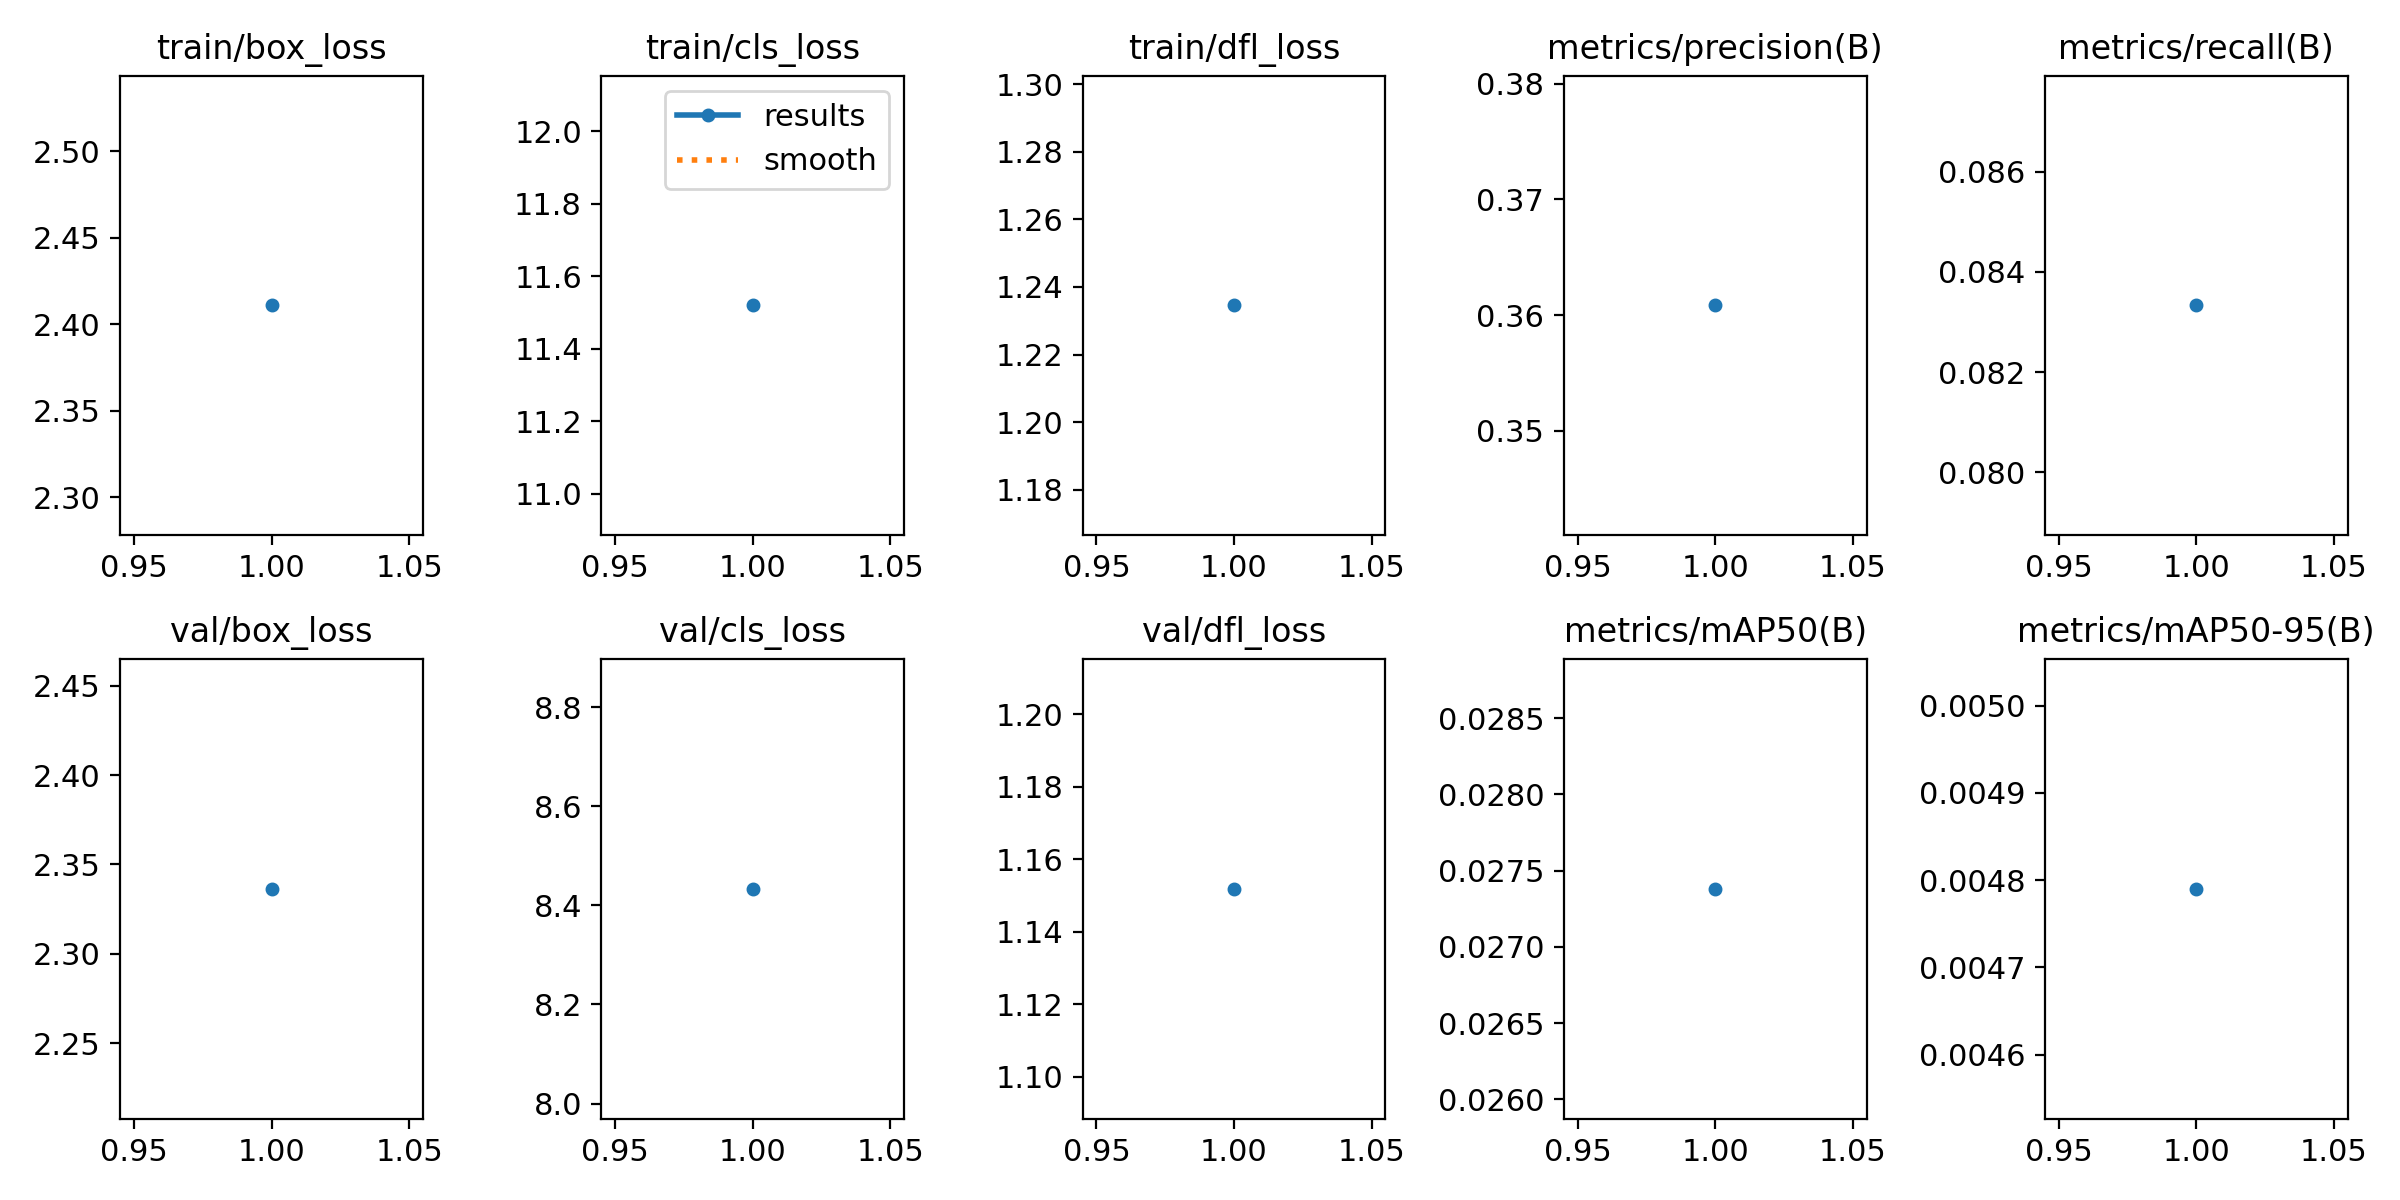 train/box_loss
2.50
2.45
2.40
2.35
2.30
0.95 1.00 1.05
train/cls_loss
results
smooth
12.0
11.8
11.6
11.4
11.2
11.0
0.95 1.00 1.05
train/dfl_loss
1.30
1.28
1.26
1.24
1.22
1.20
1.18
0.95 1.00 1.05
metrics/precision(B)
0.38
0.37
0.36
0.35
0.95 1.00 1.05
metrics/recall(B)
0.086
0.084
0.082
0.080
0.95 1.00 1.05
val/box_loss
2.45
2.40
2.35
2.30
2.25
0.95 1.00 1.05
val/cls_loss
8.8
8.6
8.4
8.2
8.0
0.95 1.00 1.05
val/dfl_loss
1.20
1.18
1.16
1.14
1.12
1.10
0.95 1.00 1.05
metrics/mAP50(B)
0.0285
0.0280
0.0275
0.0270
0.0265
0.0260
0.95 1.00 1.05
metrics/mAP50-95(B)
0.0050
0.0049
0.0048
0.0047
0.0046
0.95 1.00 1.05